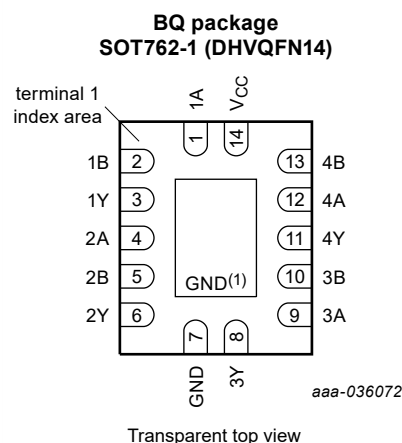 BQ package
SOT762-1 (DHVQFN14)
terminal 1
index area
1A
VCC
1
14
1B 2
13 4B
1Y 3
12 4A
2A 4
11 4Y
2B 5
10 3B
2Y 6
9 3A
GND(1)
7
8
GND
3Y
aaa-036072
Transparent top view